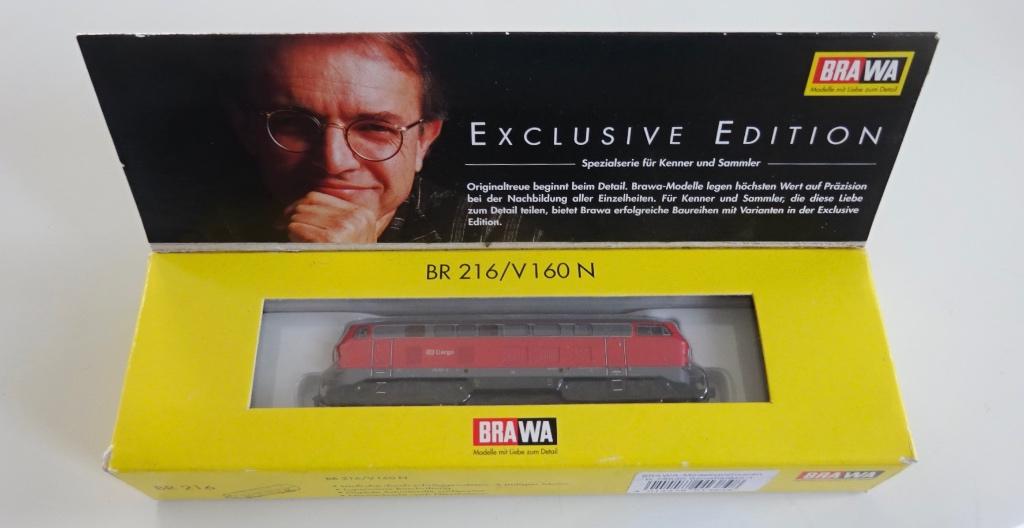 BRAWA
Modelle mit Liebe zum Detail
EXCLUSIVE EDITION
Spezialserie für Kenner und Sammler
Originaltreue beginnt beim Detail. Brawa-Modelle legen höchsten Wert auf Präzision
bei der Nachbildung aller Einzelheiten. Für Kenner und Sammler, die diese Liebe
zum Detail teilen, bietet Brawa erfolgreiche Baureihen mit Varianten in der Exclusive
Edition.
BR 216/V160 N
DB Cargo
BRAWA
Modelle mit Liebe zum Detail
BR 216
BR 216/V160 N
BRAWA